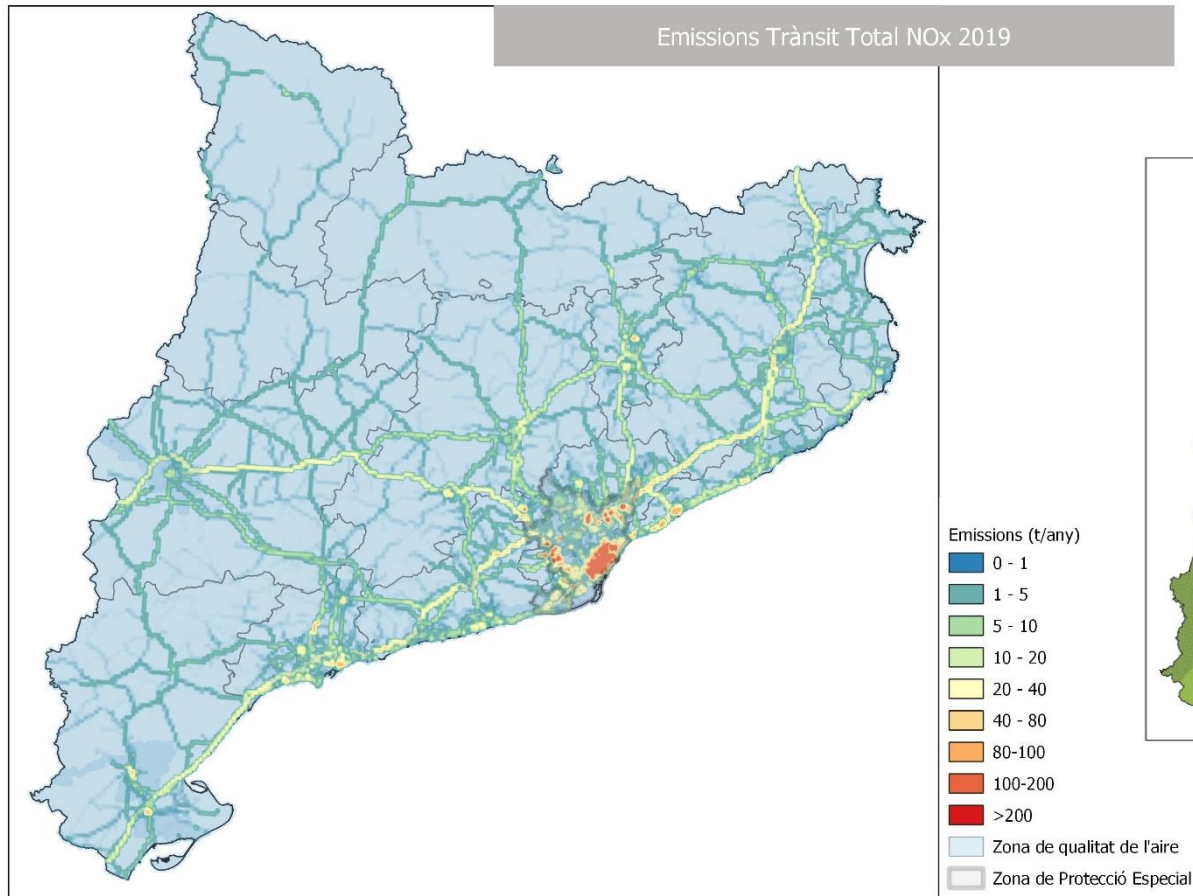 Emissions Trànsit Total NOx 2019
Emissions (t/any)
0 - 1
1 - 5
5 - 10
10 - 20
20 - 40
40 - 80
80-100
100-200
>200
Zona de qualitat de l'aire
Zona de Protecció Especial